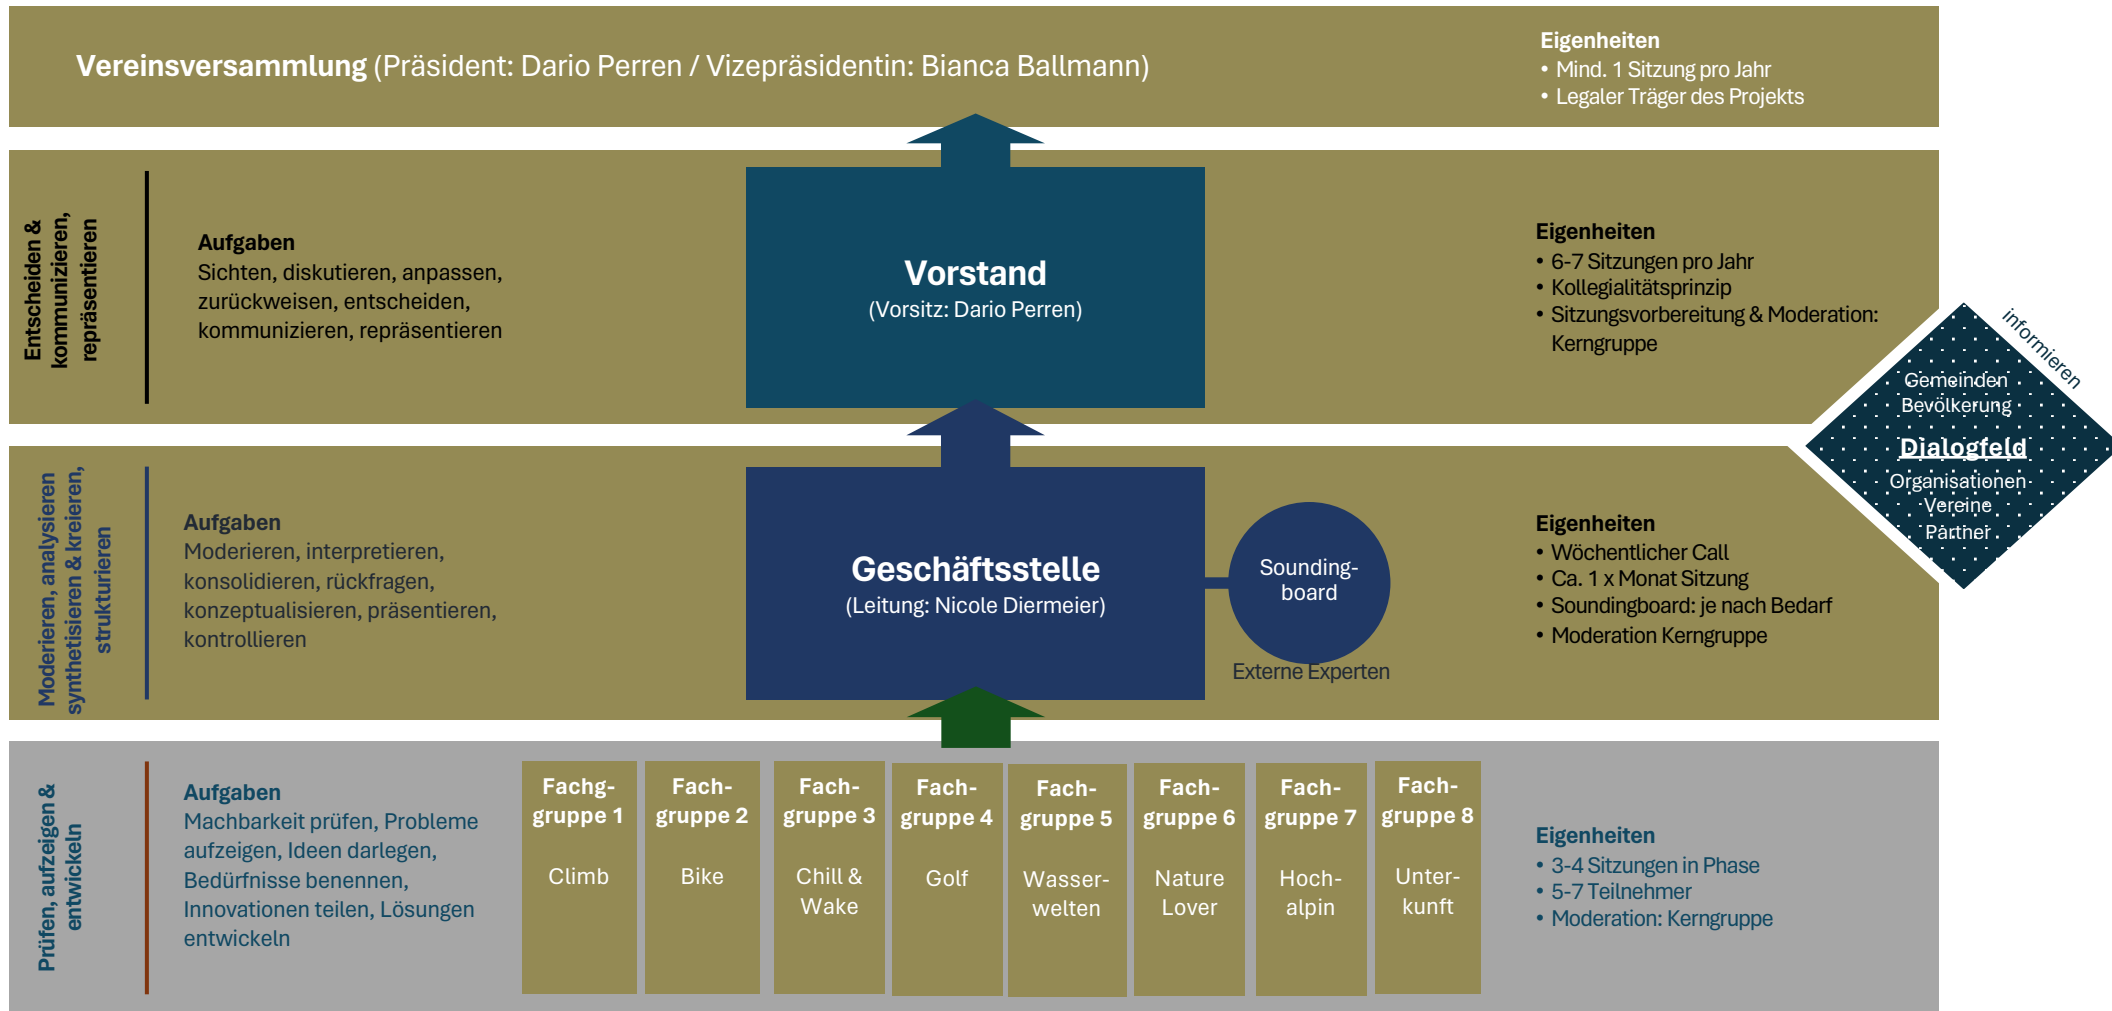 Vereinsversammlung (Präsident: Dario Perren / Vizepräsidentin: Bianca Ballmann)
Eigenheiten
• Mind. 1 Sitzung pro Jahr
• Legaler Träger des Projekts
Entscheiden &
kommunizieren,
repräsentieren
Aufgaben
Sichten, diskutieren, anpassen,
zurückweisen, entscheiden,
kommunizieren, repräsentieren
Vorstand
(Vorsitz: Dario Perren)
Eigenheiten
• 6-7 Sitzungen pro Jahr
• Kollegialitätsprinzip
• Sitzungsvorbereitung & Moderation:
Kerngruppe
informieren
Gemeinden
Bevölkerung
Dialogfeld
Organisationen
Vereine
Partner
Moderieren, analysieren
synthetisieren & kreieren,
strukturieren
Aufgaben
Moderieren, interpretieren,
konsolidieren, rückfragen,
konzeptualisieren, präsentieren,
kontrollieren
Geschäftsstelle
(Leitung: Nicole Diermeier)
Sounding-
board
Externe Experten
Eigenheiten
• Wöchentlicher Call
• Ca. 1 x Monat Sitzung
• Soundingboard: je nach Bedarf
• Moderation Kerngruppe
Prüfen, aufzeigen &
entwickeln
Aufgaben
Machbarkeit prüfen, Probleme
aufzeigen, Ideen darlegen,
Bedürfnisse benennen,
Innovationen teilen, Lösungen
entwickeln
Fachg-
gruppe 1
Climb
Fach-
gruppe 2
Bike
Fach-
gruppe 3
Chill &
Wake
Fach-
gruppe 4
Golf
Fach-
gruppe 5
Wasser-
welten
Fach-
gruppe 6
Nature
Lover
Fach-
gruppe 7
Hoch-
alpin
Fach-
gruppe 8
Unter-
kunft
Eigenheiten
• 3-4 Sitzungen in Phase
• 5-7 Teilnehmer
• Moderation: Kerngruppe